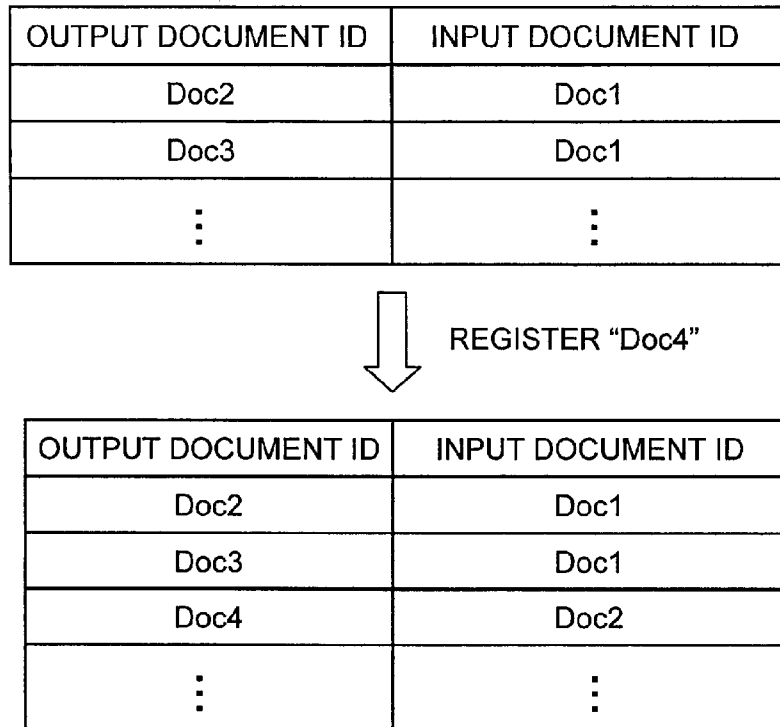 OUTPUT DOCUMENT ID INPUT DOCUMENT ID
Doc2 Doc1
Doc3 Doc1
⋮ ⋮
REGISTER “Doc4”
OUTPUT DOCUMENT ID INPUT DOCUMENT ID
Doc2 Doc1
Doc3 Doc1
Doc4 Doc2
⋮ ⋮